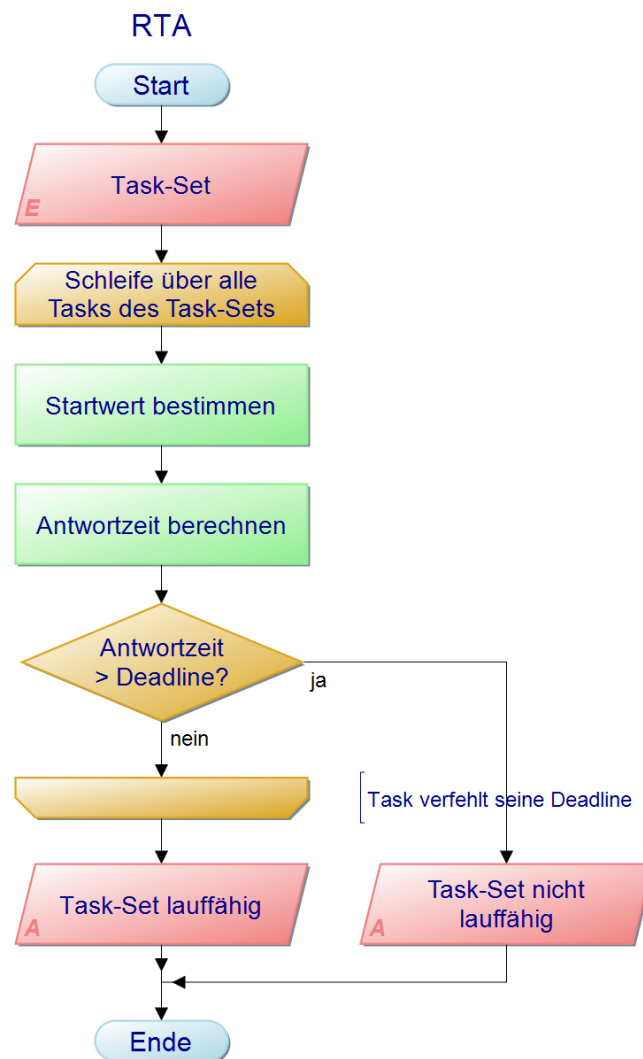 RTA
Start
Task-Set
E
Schleife über alle
Tasks des Task-Sets
Startwert bestimmen
Antwortzeit berechnen
Antwortzeit
> Deadline?
ja
nein
Task verfehlt seine Deadline
Task-Set lauffähig
A
Task-Set nicht
lauffähig
A
Ende